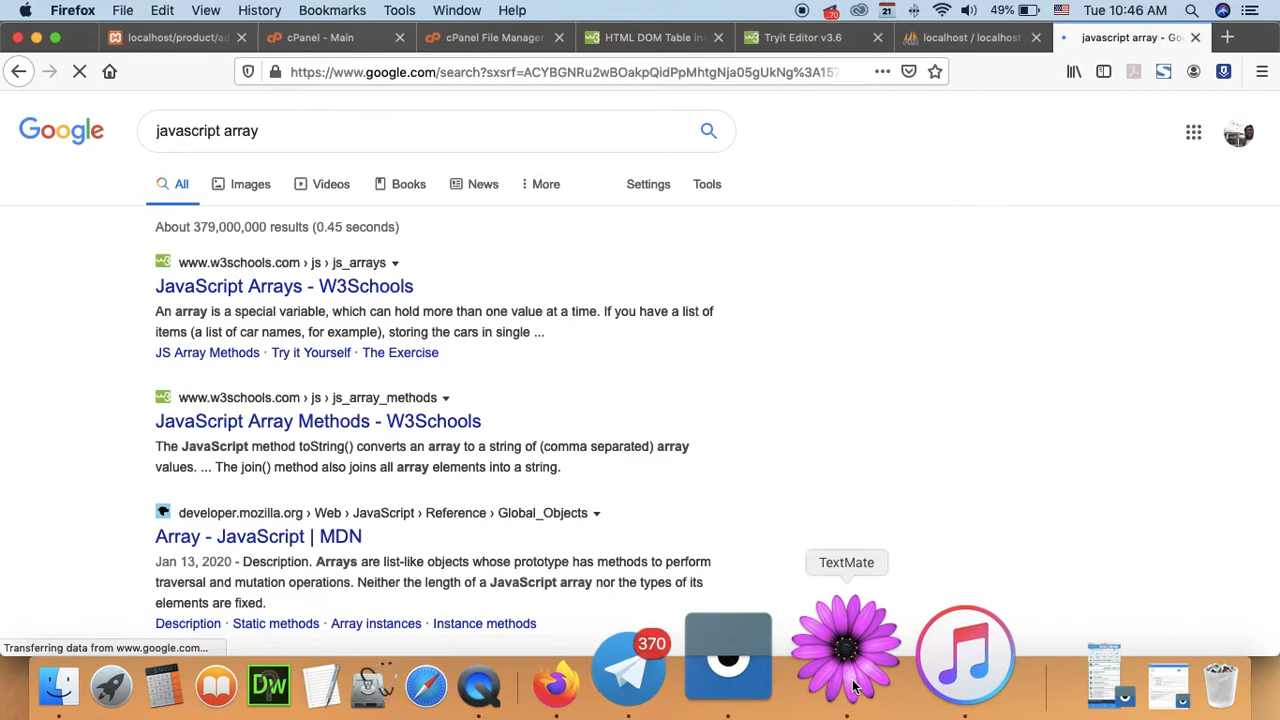 Firefox File Edit View History Bookmarks Tools Window Help 70 21 49% Tue 10:46 AM
localhost/product/ad cPanel - Main cPanel File Manager HTML DOM Table in Tryit Editor v3.6 localhost / localhost javascript array - Go
https://www.google.com/search?sxsrf=ACYBGNRu2wBOakpQidPpMhtgNja05gUkNg%3A157
Google javascript array
All Images Videos Books News More Settings Tools
About 379,000,000 results (0.45 seconds)
www.w3schools.com › js › js_arrays
JavaScript Arrays - W3Schools
An array is a special variable, which can hold more than one value at a time. If you have a list of
items (a list of car names, for example), storing the cars in single ...
JS Array Methods · Try it Yourself · The Exercise
www.w3schools.com › js › js_array_methods
JavaScript Array Methods - W3Schools
The JavaScript method toString() converts an array to a string of (comma separated) array
values. ... The join() method also joins all array elements into a string.
developer.mozilla.org › Web › JavaScript › Reference › Global_Objects
Array - JavaScript | MDN
Jan 13, 2020 - Description. Arrays are list-like objects whose prototype has methods to perform
traversal and mutation operations. Neither the length of a JavaScript array nor the types of its
elements are fixed.
Description · Static methods · Array instances · Instance methods
TextMate
Transferring data from www.google.com...
370
Dw